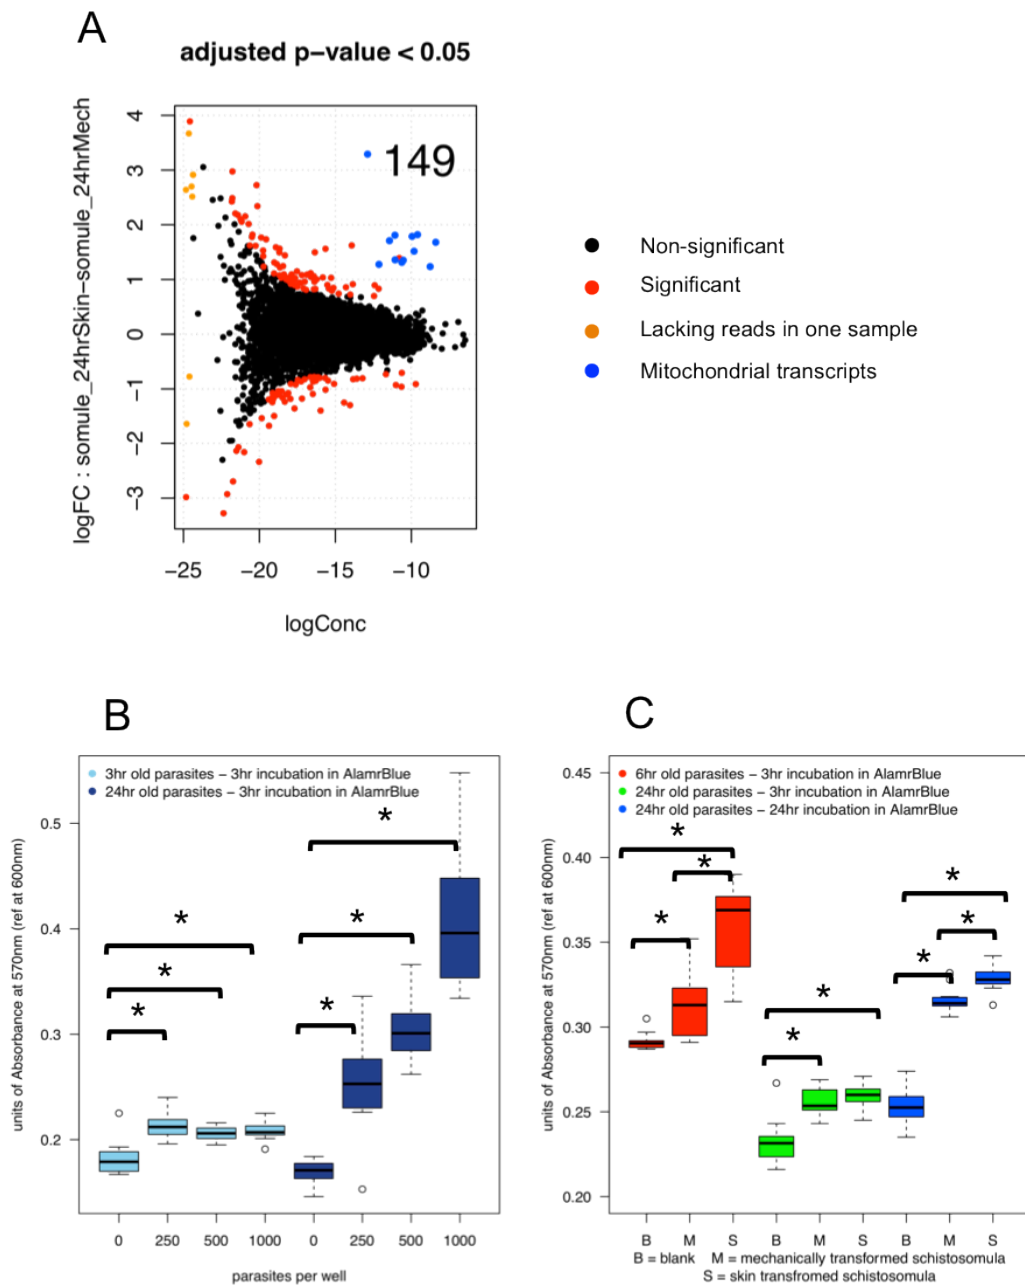 A
adjusted p−value < 0.05
logFC : somule_24hrSkin−somule_24hrMech
4
3
2
1
0
−1
−2
−3
149
−25
−20
−15
−10
logConc
Non-significant
Significant
Lacking reads in one sample
Mitochondrial transcripts
B
3hr old parasites − 3hr incubation in AlamrBlue
24hr old parasites − 3hr incubation in AlamrBlue
units of Absorbance at 570nm (ref at 600nm)
0.5
0.4
0.3
0.2
* * * * * *
0 250 500 1000 0 250 500 1000
parasites per well
C
6hr old parasites − 3hr incubation in AlamrBlue
24hr old parasites − 3hr incubation in AlamrBlue
24hr old parasites − 24hr incubation in AlamrBlue
units of Absorbance at 570nm (ref at 600nm)
0.45
0.40
0.35
0.30
0.25
0.20
* * * * * * * *
B M S B M S B M S
B = blank M = mechanically transformed schistosomula
S = skin transfromed schistosomula